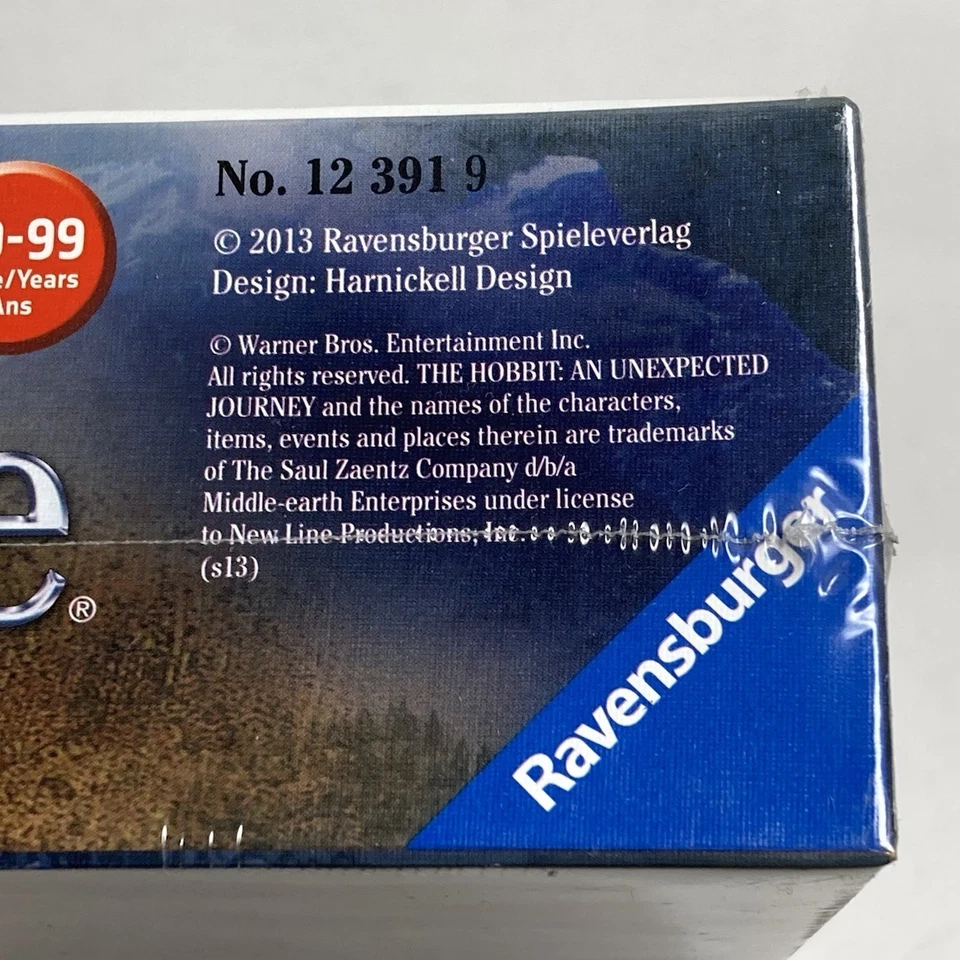 No. 12 391 9
© 2013 Ravensburger Spieleverlag
Design: Harnickell Design
-99
/Years
Ans
© Warner Bros. Entertainment Inc.
All rights reserved. THE HOBBIT: AN UNEXPECTED
JOURNEY and the names of the characters,
items, events and places therein are trademarks
of The Saul Zaentz Company d/b/a
Middle-earth Enterprises under license
to New Line Productions, Inc.
(s13)
e®
Ravensburger